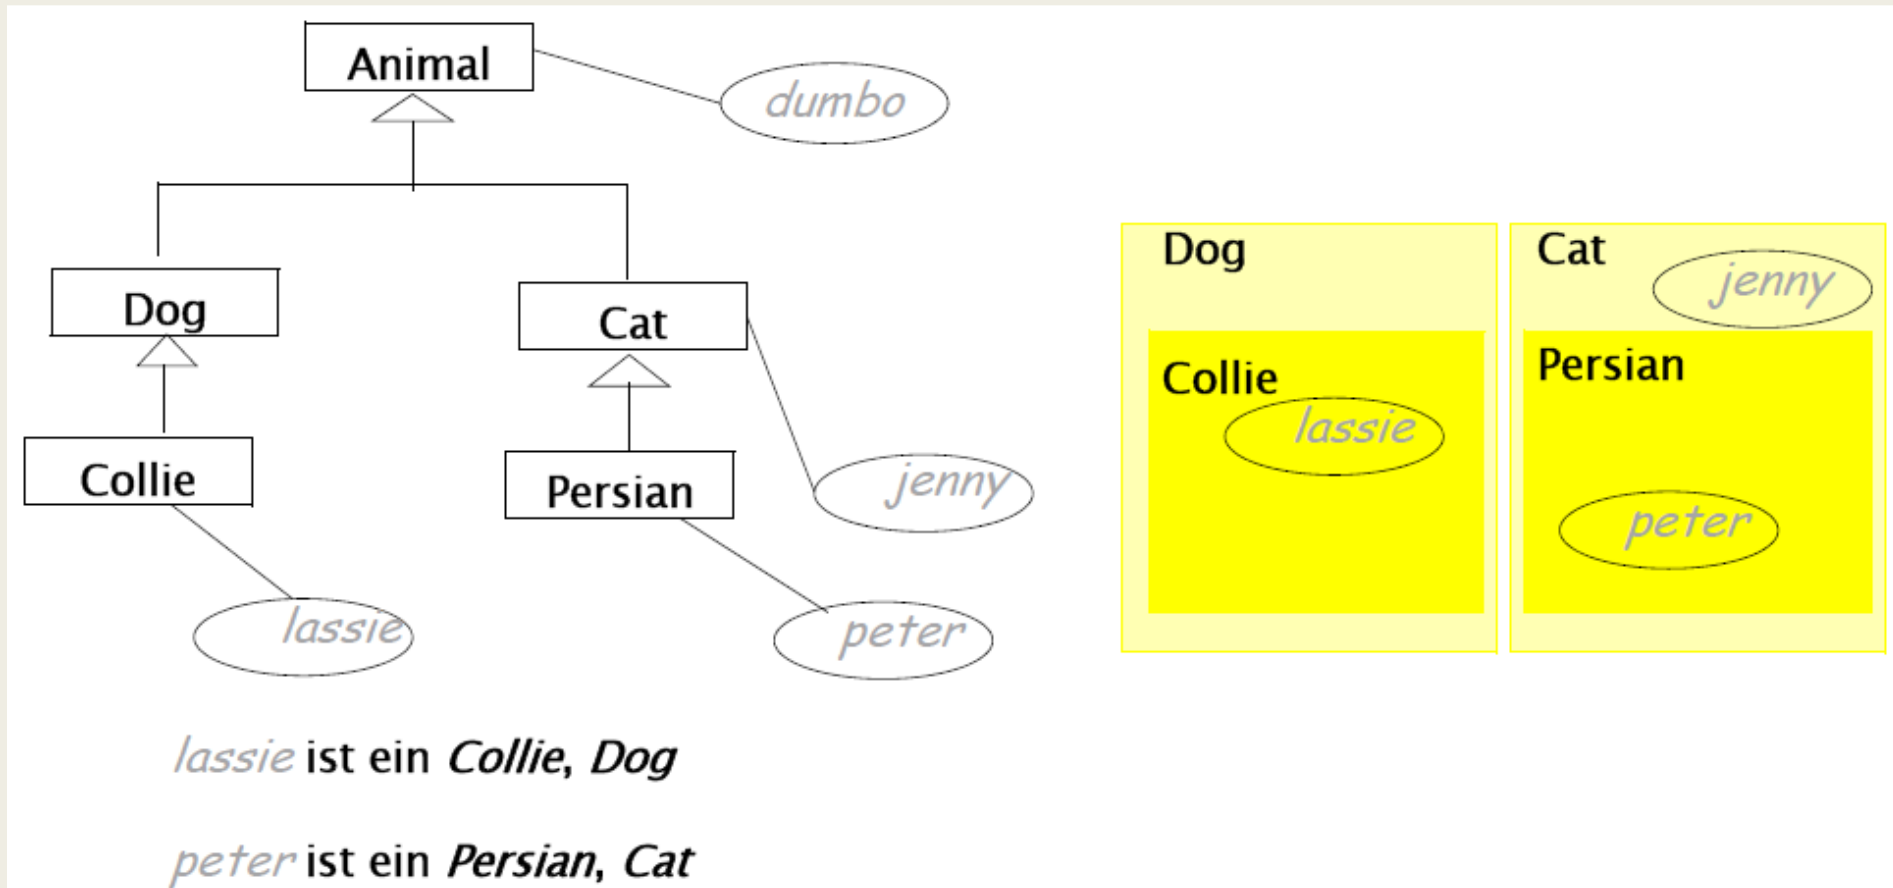 Animal
dumbo
Dog
Cat
Collie
Persian
jenny
lassie
peter
Dog
Collie
lassie
Cat
jenny
Persian
peter
lassie ist ein Collie, Dog
peter ist ein Persian, Cat